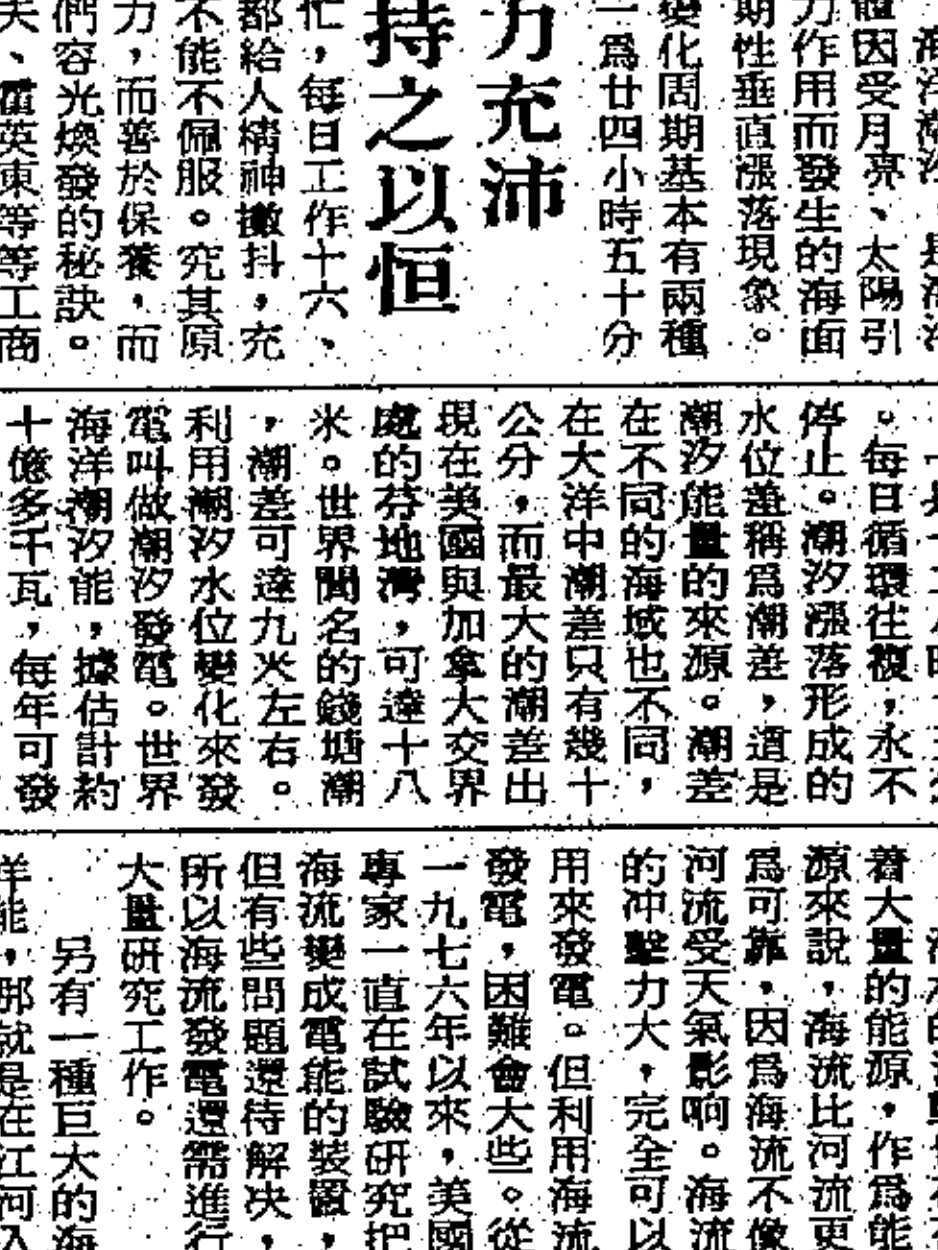 海洋潮汐，是海洋
體因受月亮、太陽引
力作用而發生的海面
期性垂直漲落現象。
變化周期基本有兩種
一爲廿四小時五十分
力充沛
持之以恒
忙，每日工作十六、
都給人精神擻抖，充
不能不佩服。究其原
力，而善於保養，而
們容光煥發的秘訣。
夫、霍英東等等工商
。每日循環往複，永不
停止。潮汐漲落形成的
水位差稱爲潮差，這是
潮汐能量的來源。潮差
在不同的海域也不同，
在大洋中潮差只有幾十
公分，而最大的潮差出
現在美國與加拿大交界
處的芬地灣，可達十八
米。世界聞名的錢塘潮
，潮差可達九米左右。
利用潮汐水位變化來發
電叫做潮汐發電。世界
海洋潮汐能，據估計約
十億多千瓦，每年可發
着大量的能源，作爲能
源來說，海流比河流更
爲可靠，因爲海流不像
河流受天氣影响。海流
的冲擊力大，完全可以
用來發電。但利用海流
發電，困難會大些。從
一九七六年以來，美國
專家一直在試驗研究把
海流變成電能的裝置，
但有些問題還待解决，
所以海流發電還需進行
大量研究工作。
另有一種巨大的海
洋能，那就是在江河入